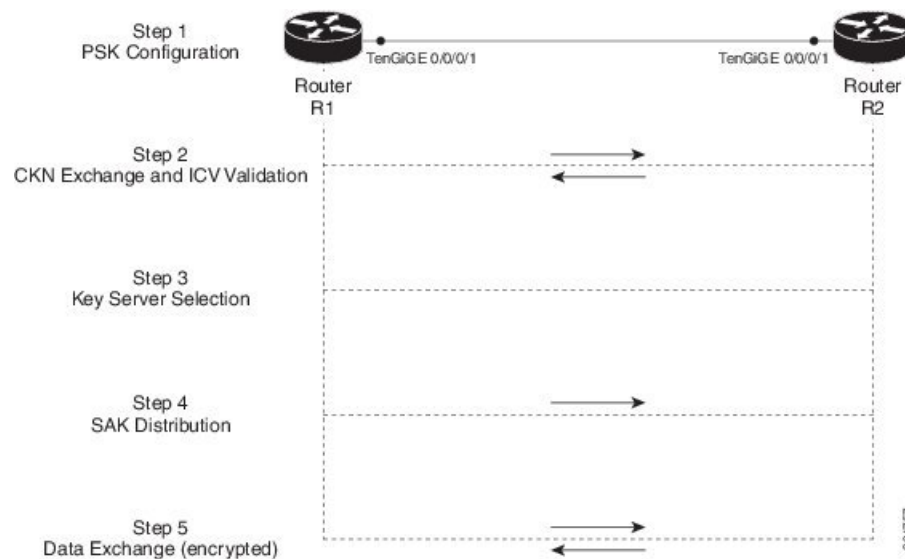 Step 1
PSK Configuration
TenGiGE 0/0/0/1
TenGiGE 0/0/0/1
Router
R1
Router
R2
Step 2
CKN Exchange and ICV Validation
Step 3
Key Server Selection
Step 4
SAK Distribution
Step 5
Data Exchange (encrypted)